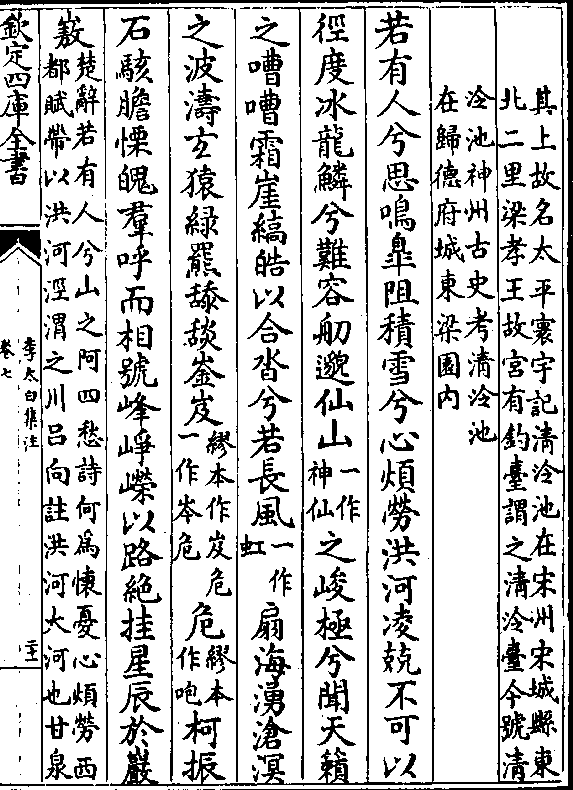 其上故名太平寰宇記清泠池在宋州宋城縣東
北二里梁孝王故宮有釣臺謂之清泠臺今號清
泠池神州古史考清泠池
在歸德府城東梁園内
若有人兮思鳴臯阻積雪兮心煩勞洪河凌兢不可以
徑度冰龍鱗兮難容舠邈仙山一作神仙之峻極兮聞天籟
之嘈嘈霜崖縞皓以合沓兮若長風一作虹扇海湧滄溟
之波濤玄猿緑羆舔舕崟岌繆本作岌危一作岑危危繆本作咆柯振
石駭膽慄魄羣呼而相號峰崢嶸以路絶挂星辰於巖
㟼楚辭若有人兮山之阿四愁詩何爲懷憂心煩勞西
都賦帶以洪河涇渭之川吕向註洪河大河也甘泉
欽定四庫全書
李太白集注
卷七